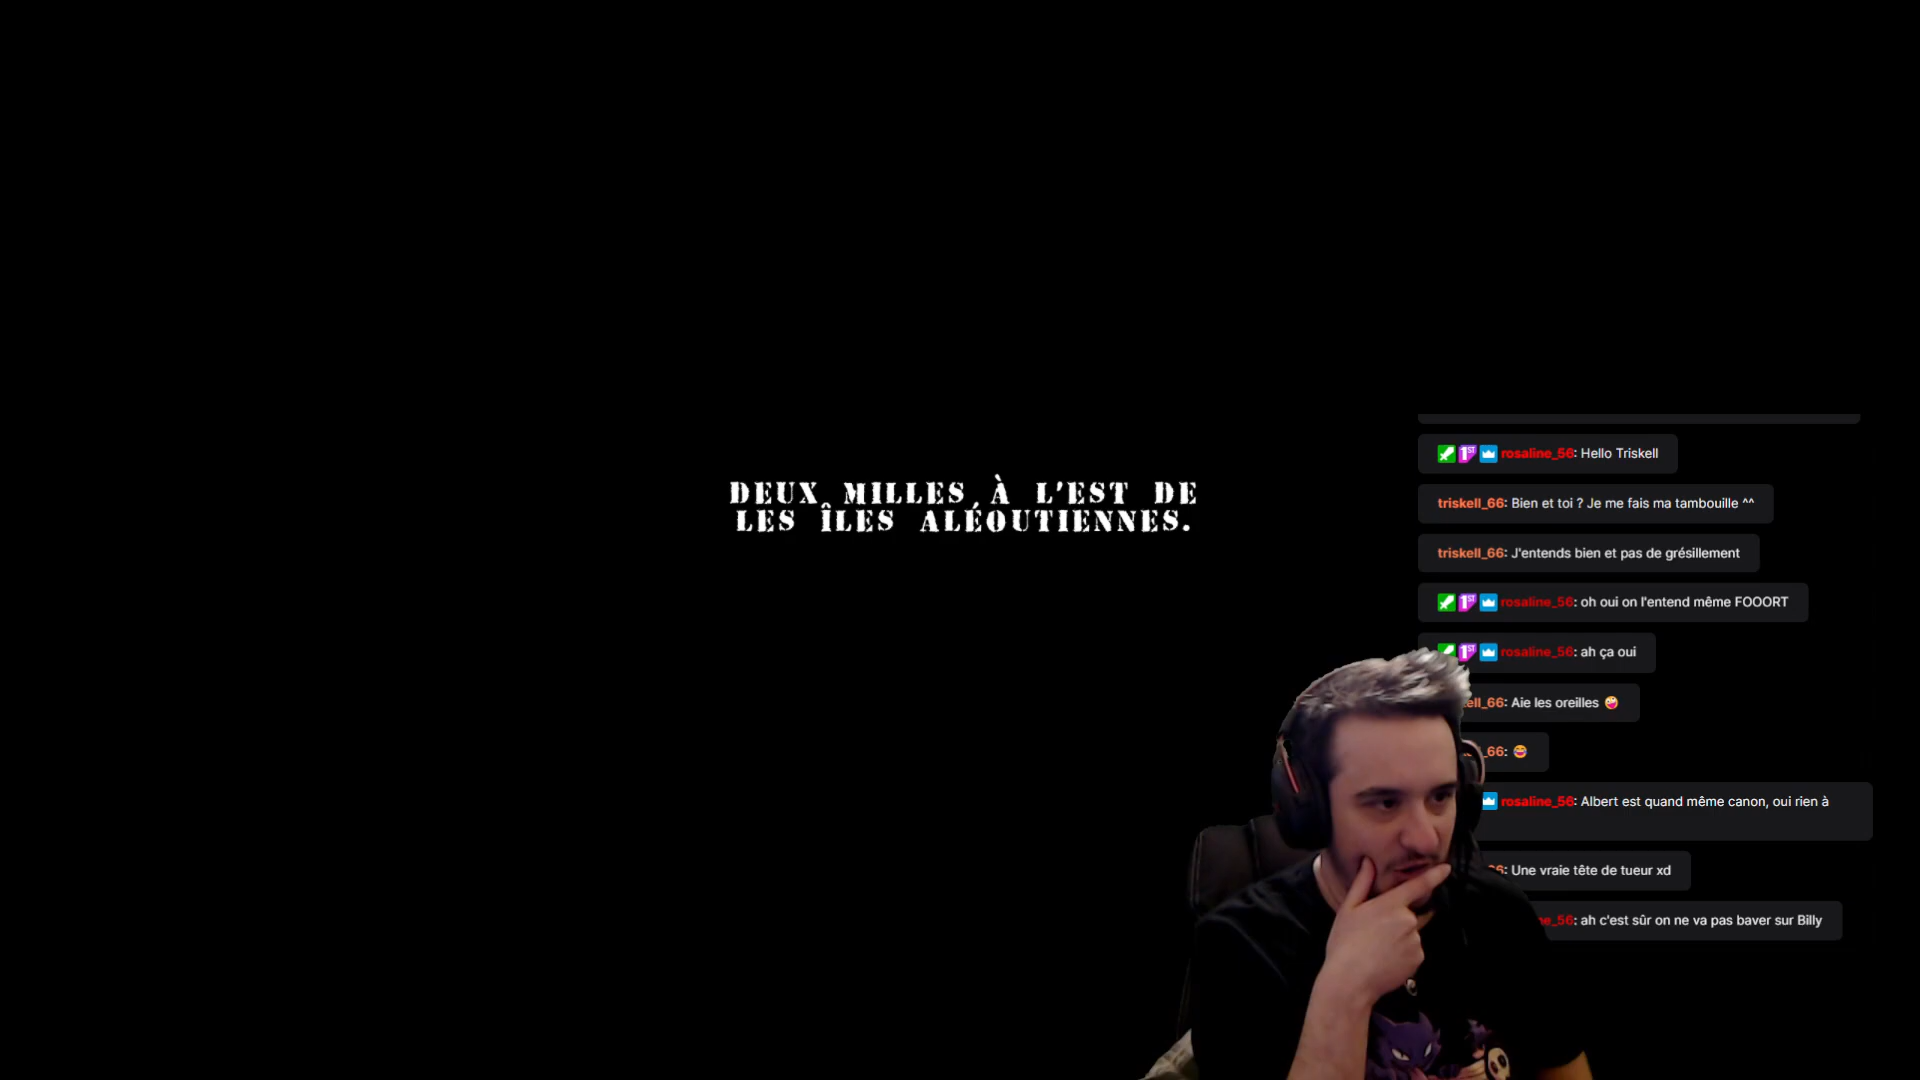 DEUX MILLES À L'EST DE
LES ÎLES ALÉOUTIENNES.
rosaline_56: Hello Triskell
triskell_66: Bien et toi ? Je me fais ma tambouille ^^
triskell_66: J'entends bien et pas de grésillement
rosaline_56: oh oui on l'entend même FOOORT
rosaline_56: ah ça oui
ell_66: Aie les oreilles 🤪
_66: 😂
rosaline_56: Albert est quand même canon, oui rien à
6: Une vraie tête de tueur xd
e_56: ah c'est sûr on ne va pas baver sur Billy